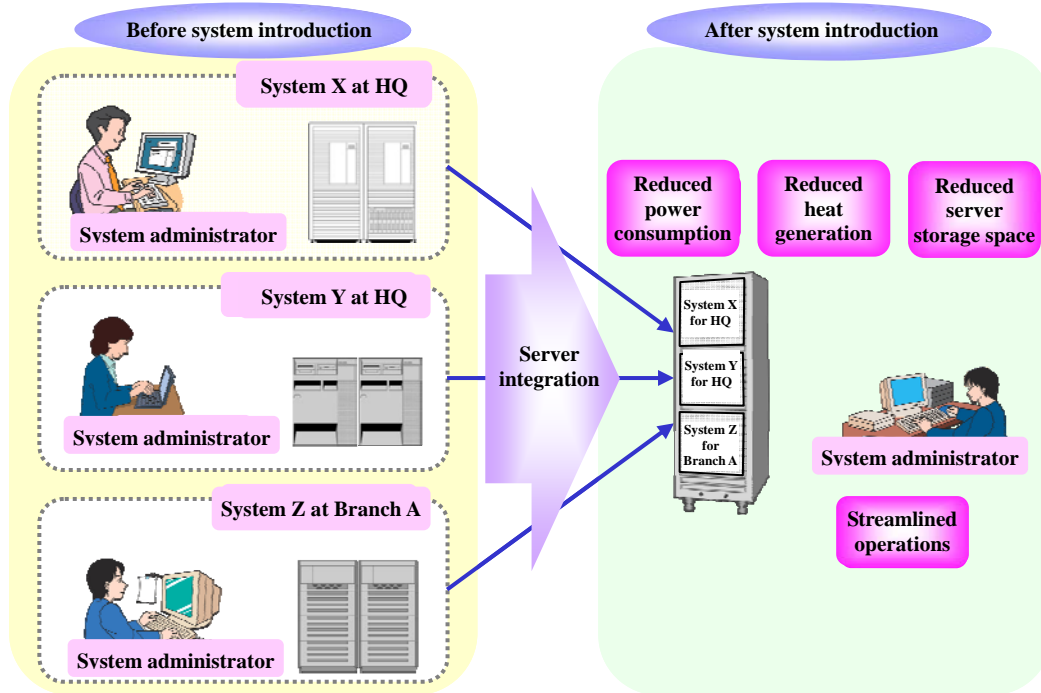 Before system introduction
System X at HQ
System administrator
System Y at HQ
System administrator
System Z at Branch A
System administrator
Server
integration
After system introduction
Reduced
power
consumption
Reduced
heat
generation
Reduced
server
storage space
System X
for HQ
System Y
for HQ
System Z
for
Branch A
System administrator
Streamlined
operations